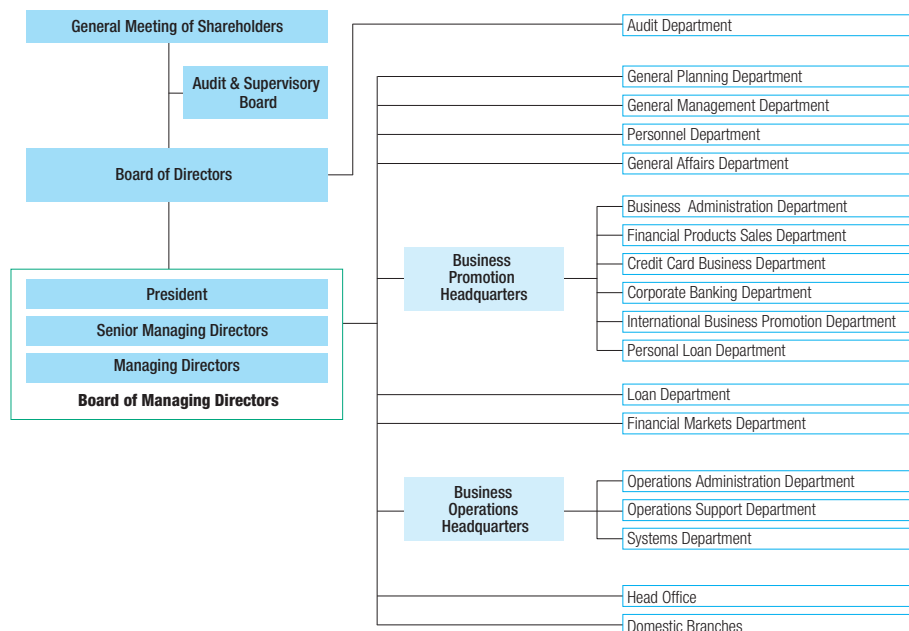 General Meeting of Shareholders
Audit & Supervisory
Board
Board of Directors
President
Senior Managing Directors
Managing Directors
Board of Managing Directors
Business
Promotion
Headquarters
Business
Operations
Headquarters
Audit Department
General Planning Department
General Management Department
Personnel Department
General Affairs Department
Business Administration Department
Financial Products Sales Department
Credit Card Business Department
Corporate Banking Department
International Business Promotion Department
Personal Loan Department
Loan Department
Financial Markets Department
Operations Administration Department
Operations Support Department
Systems Department
Head Office
Domestic Branches